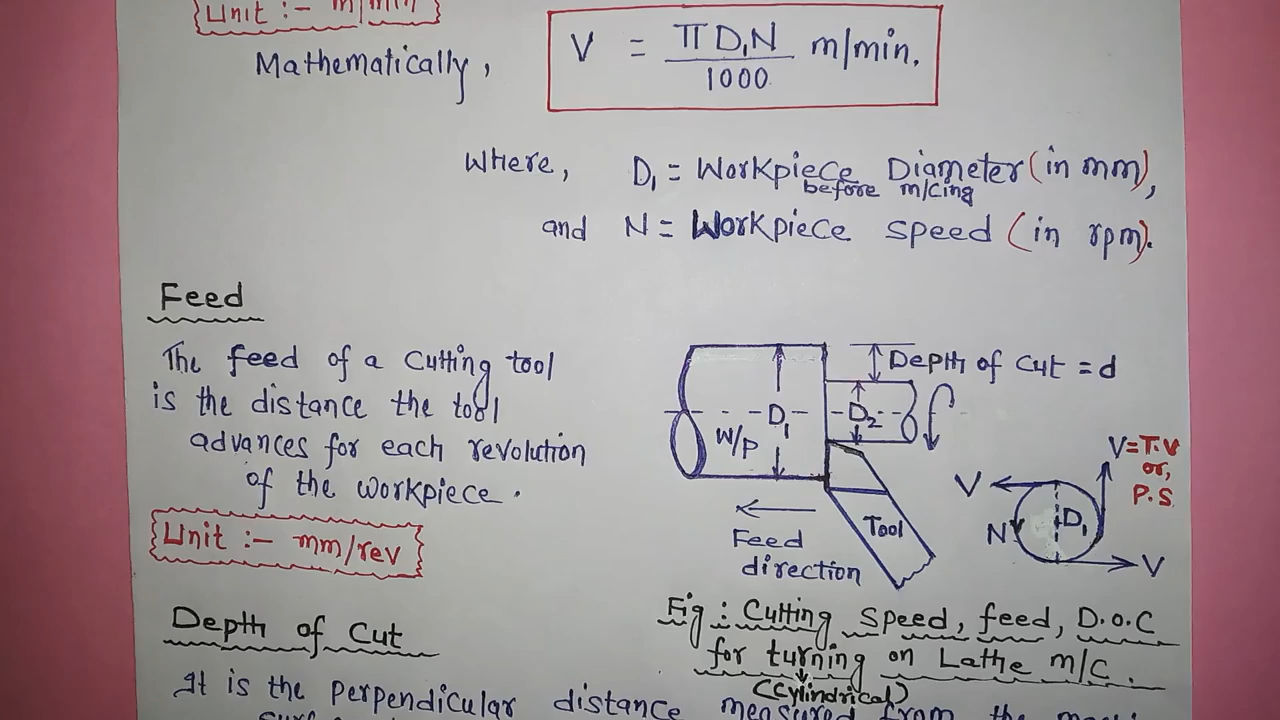 Unit :- m/min
Mathematically, V = π D₁N / 1000 m/min.
Where, D₁ = Workpiece Diameter (in mm),
before m/cing
and N = Workpiece speed (in rpm).
Feed
The feed of a cutting tool
is the distance the tool
advances for each revolution
of the workpiece.
Unit :- mm/rev
Depth of cut = d
D₁
D₂
W/P
Tool
Feed
direction
V=T.V
or,
P.S
V
N
D₁
V
Fig : Cutting speed, feed, D.O.C
for turning on Lathe m/c.
(Cylindrical)
Depth of Cut
It is the perpendicular distance measured from the